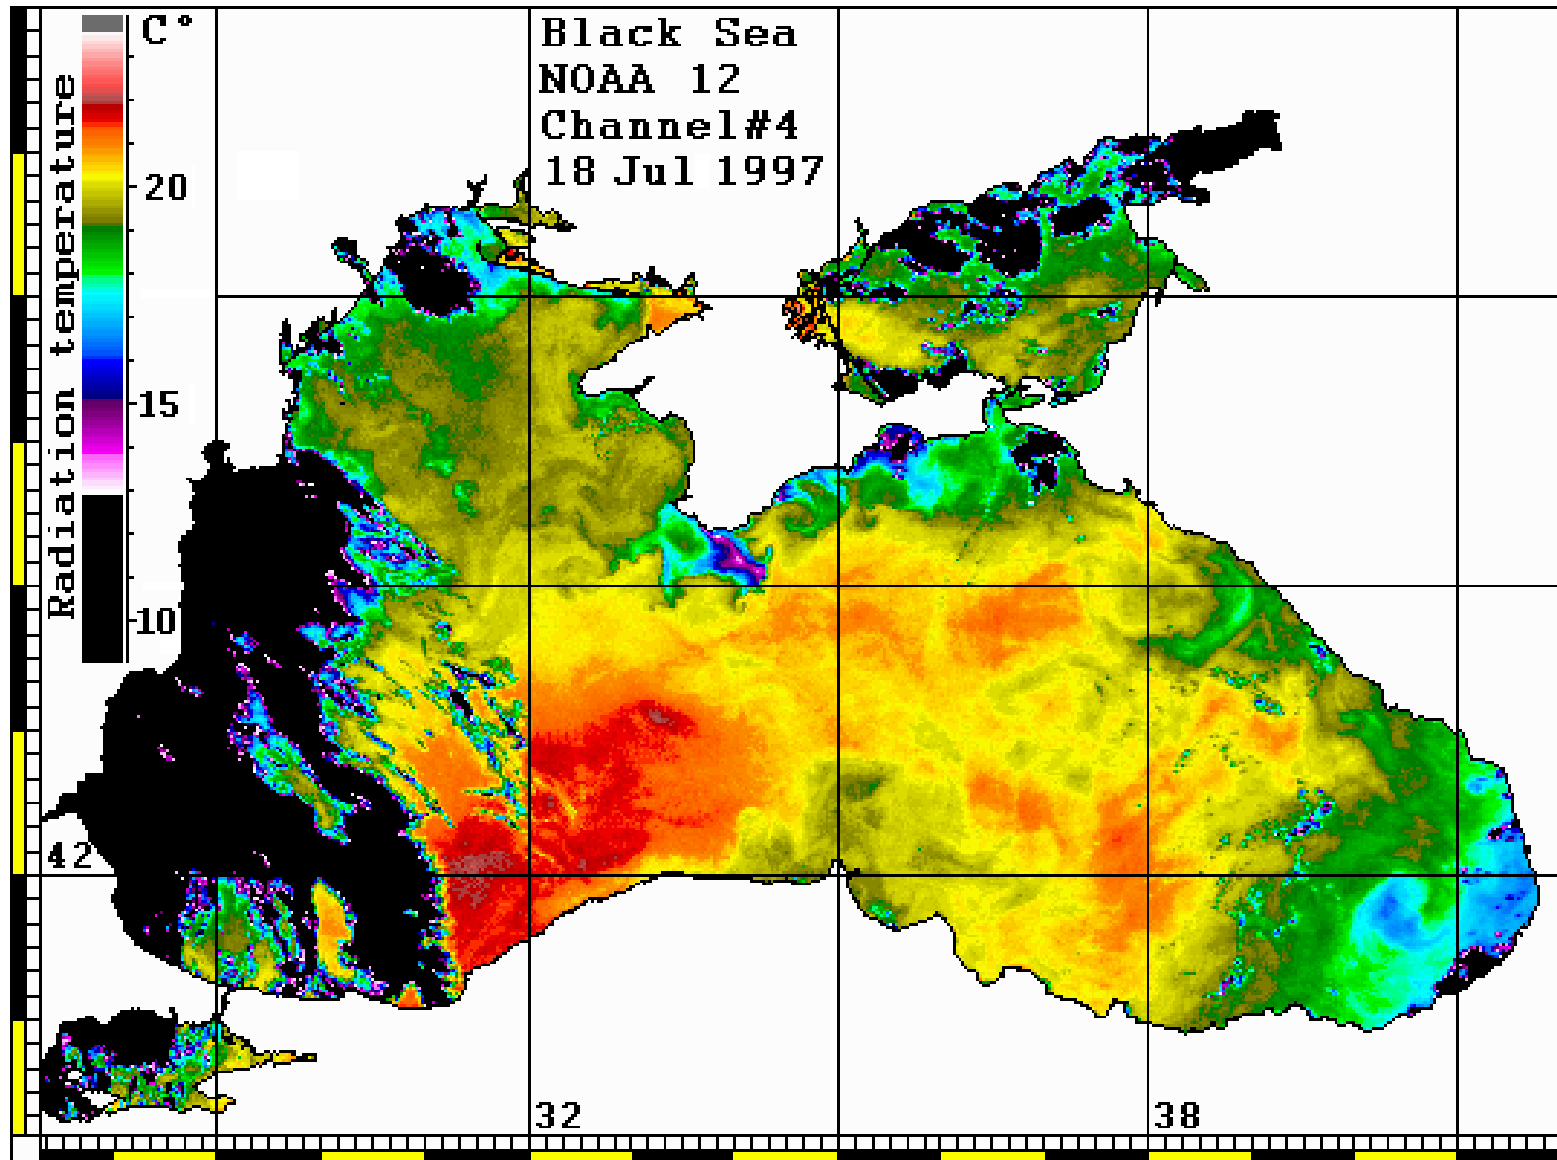 C°
Black Sea
NOAA 12
Channel#4
18 Jul 1997
Radiation temperature
20
15
10
42
32
38